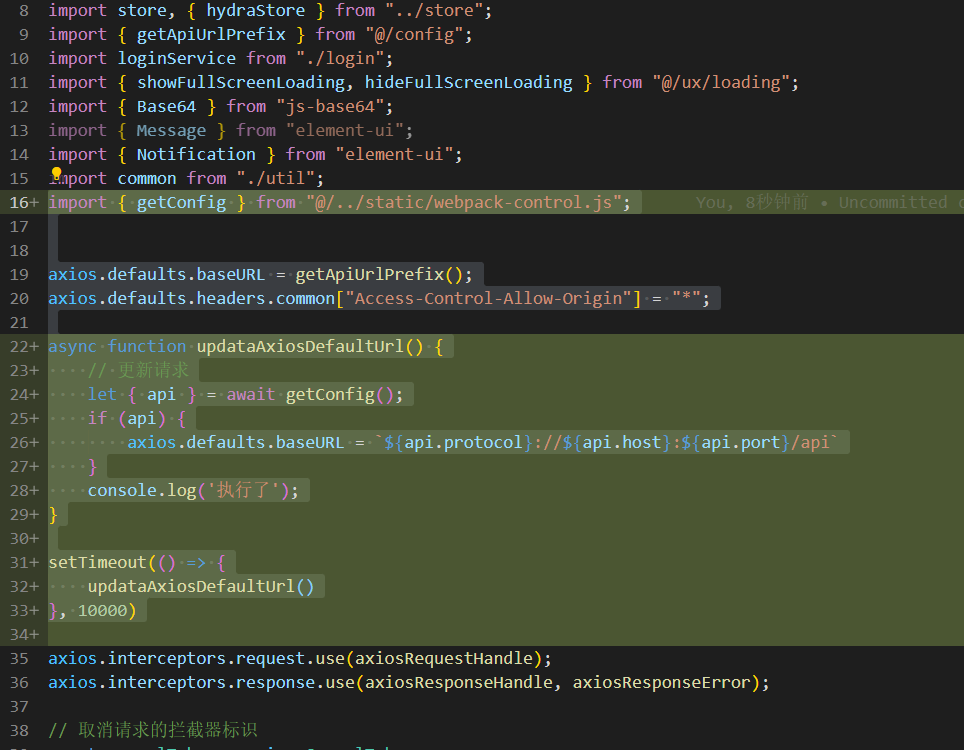 8 import store, { hydraStore } from "../store";
9 import { getApiUrlPrefix } from "@/config";
10 import loginService from "./login";
11 import { showFullScreenLoading, hideFullScreenLoading } from "@/ux/loading";
12 import { Base64 } from "js-base64";
13 import { Message } from "element-ui";
14 import { Notification } from "element-ui";
15 import common from "./util";
16+ import { getConfig } from "@/../static/webpack-control.js"; You, 8秒钟前 • Uncommitted
17
18
19 axios.defaults.baseURL = getApiUrlPrefix();
20 axios.defaults.headers.common["Access-Control-Allow-Origin"] = "*";
21
22+ async function updataAxiosDefaultUrl() {
23+ // 更新请求
24+ let { api } = await getConfig();
25+ if (api) {
26+ axios.defaults.baseURL = `${api.protocol}://${api.host}:${api.port}/api`
27+ }
28+ console.log('执行了');
29+ }
30+
31+ setTimeout(() => {
32+ updataAxiosDefaultUrl()
33+ }, 10000)
34+
35 axios.interceptors.request.use(axiosRequestHandle);
36 axios.interceptors.response.use(axiosResponseHandle, axiosResponseError);
37
38 // 取消请求的拦截器标识